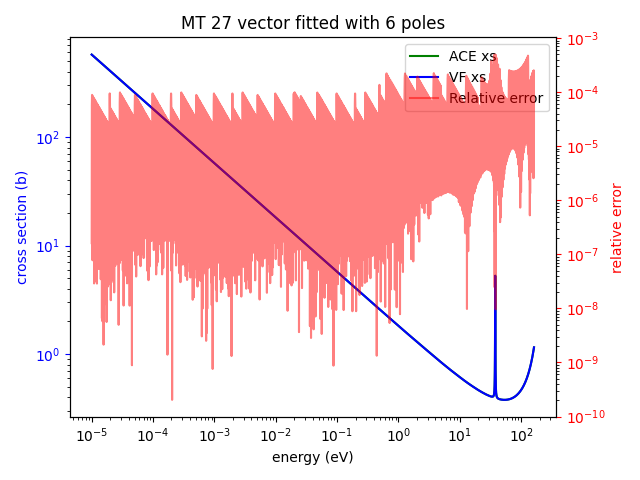 MT 27 vector fitted with 6 poles
ACE xs
VF xs
Relative error
cross section (b)
10^2
10^1
10^0
10^-3
10^-4
10^-5
10^-6
10^-7
10^-8
10^-9
10^-10
relative error
10^-5 10^-4 10^-3 10^-2 10^-1 10^0 10^1 10^2
energy (eV)